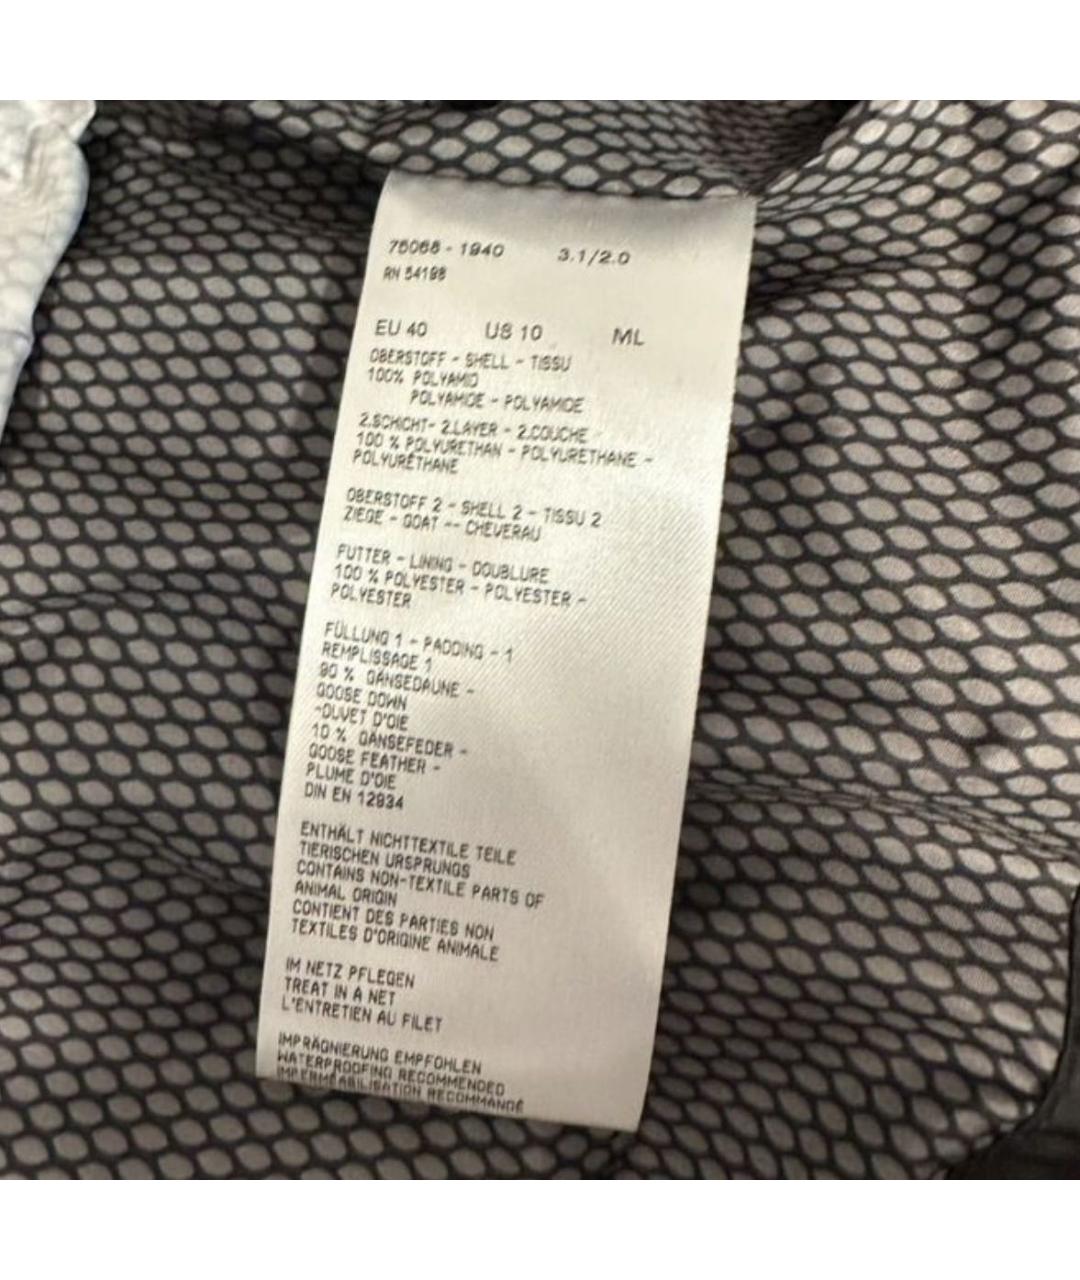 75068 - 1940 3.1/2.0
RN 54198
EU 40 US 10 ML
OBERSTOFF - SHELL - TISSU
100% POLYAMID
POLYAMIDE - POLYAMIDE
2.SCHICHT- 2.LAYER - 2.COUCHE
100 % POLYURETHAN - POLYURETHANE -
POLYURÉTHANE
OBERSTOFF 2 - SHELL 2 - TISSU 2
ZIEGE - GOAT -- CHEVERAU
FUTTER - LINING - DOUBLURE
100 % POLYESTER - POLYESTER -
POLYESTER
FÜLLUNG 1 - PADDING - 1
REMPLISSAGE 1
90 % GÄNSEDAUNE -
GOOSE DOWN
-DUVET D'OIE
10 % GÄNSEFEDER -
GOOSE FEATHER -
PLUME D'OIE
DIN EN 12934
ENTHÄLT NICHTTEXTILE TEILE
TIERISCHEN URSPRUNGS
CONTAINS NON-TEXTILE PARTS OF
ANIMAL ORIGIN
CONTIENT DES PARTIES NON
TEXTILES D'ORIGINE ANIMALE
IM NETZ PFLEGEN
TREAT IN A NET
L'ENTRETIEN AU FILET
IMPRÄGNIERUNG EMPFOHLEN
WATERPROOFING RECOMMENDED
IMPERMÉABILISATION RECOMMANDÉ